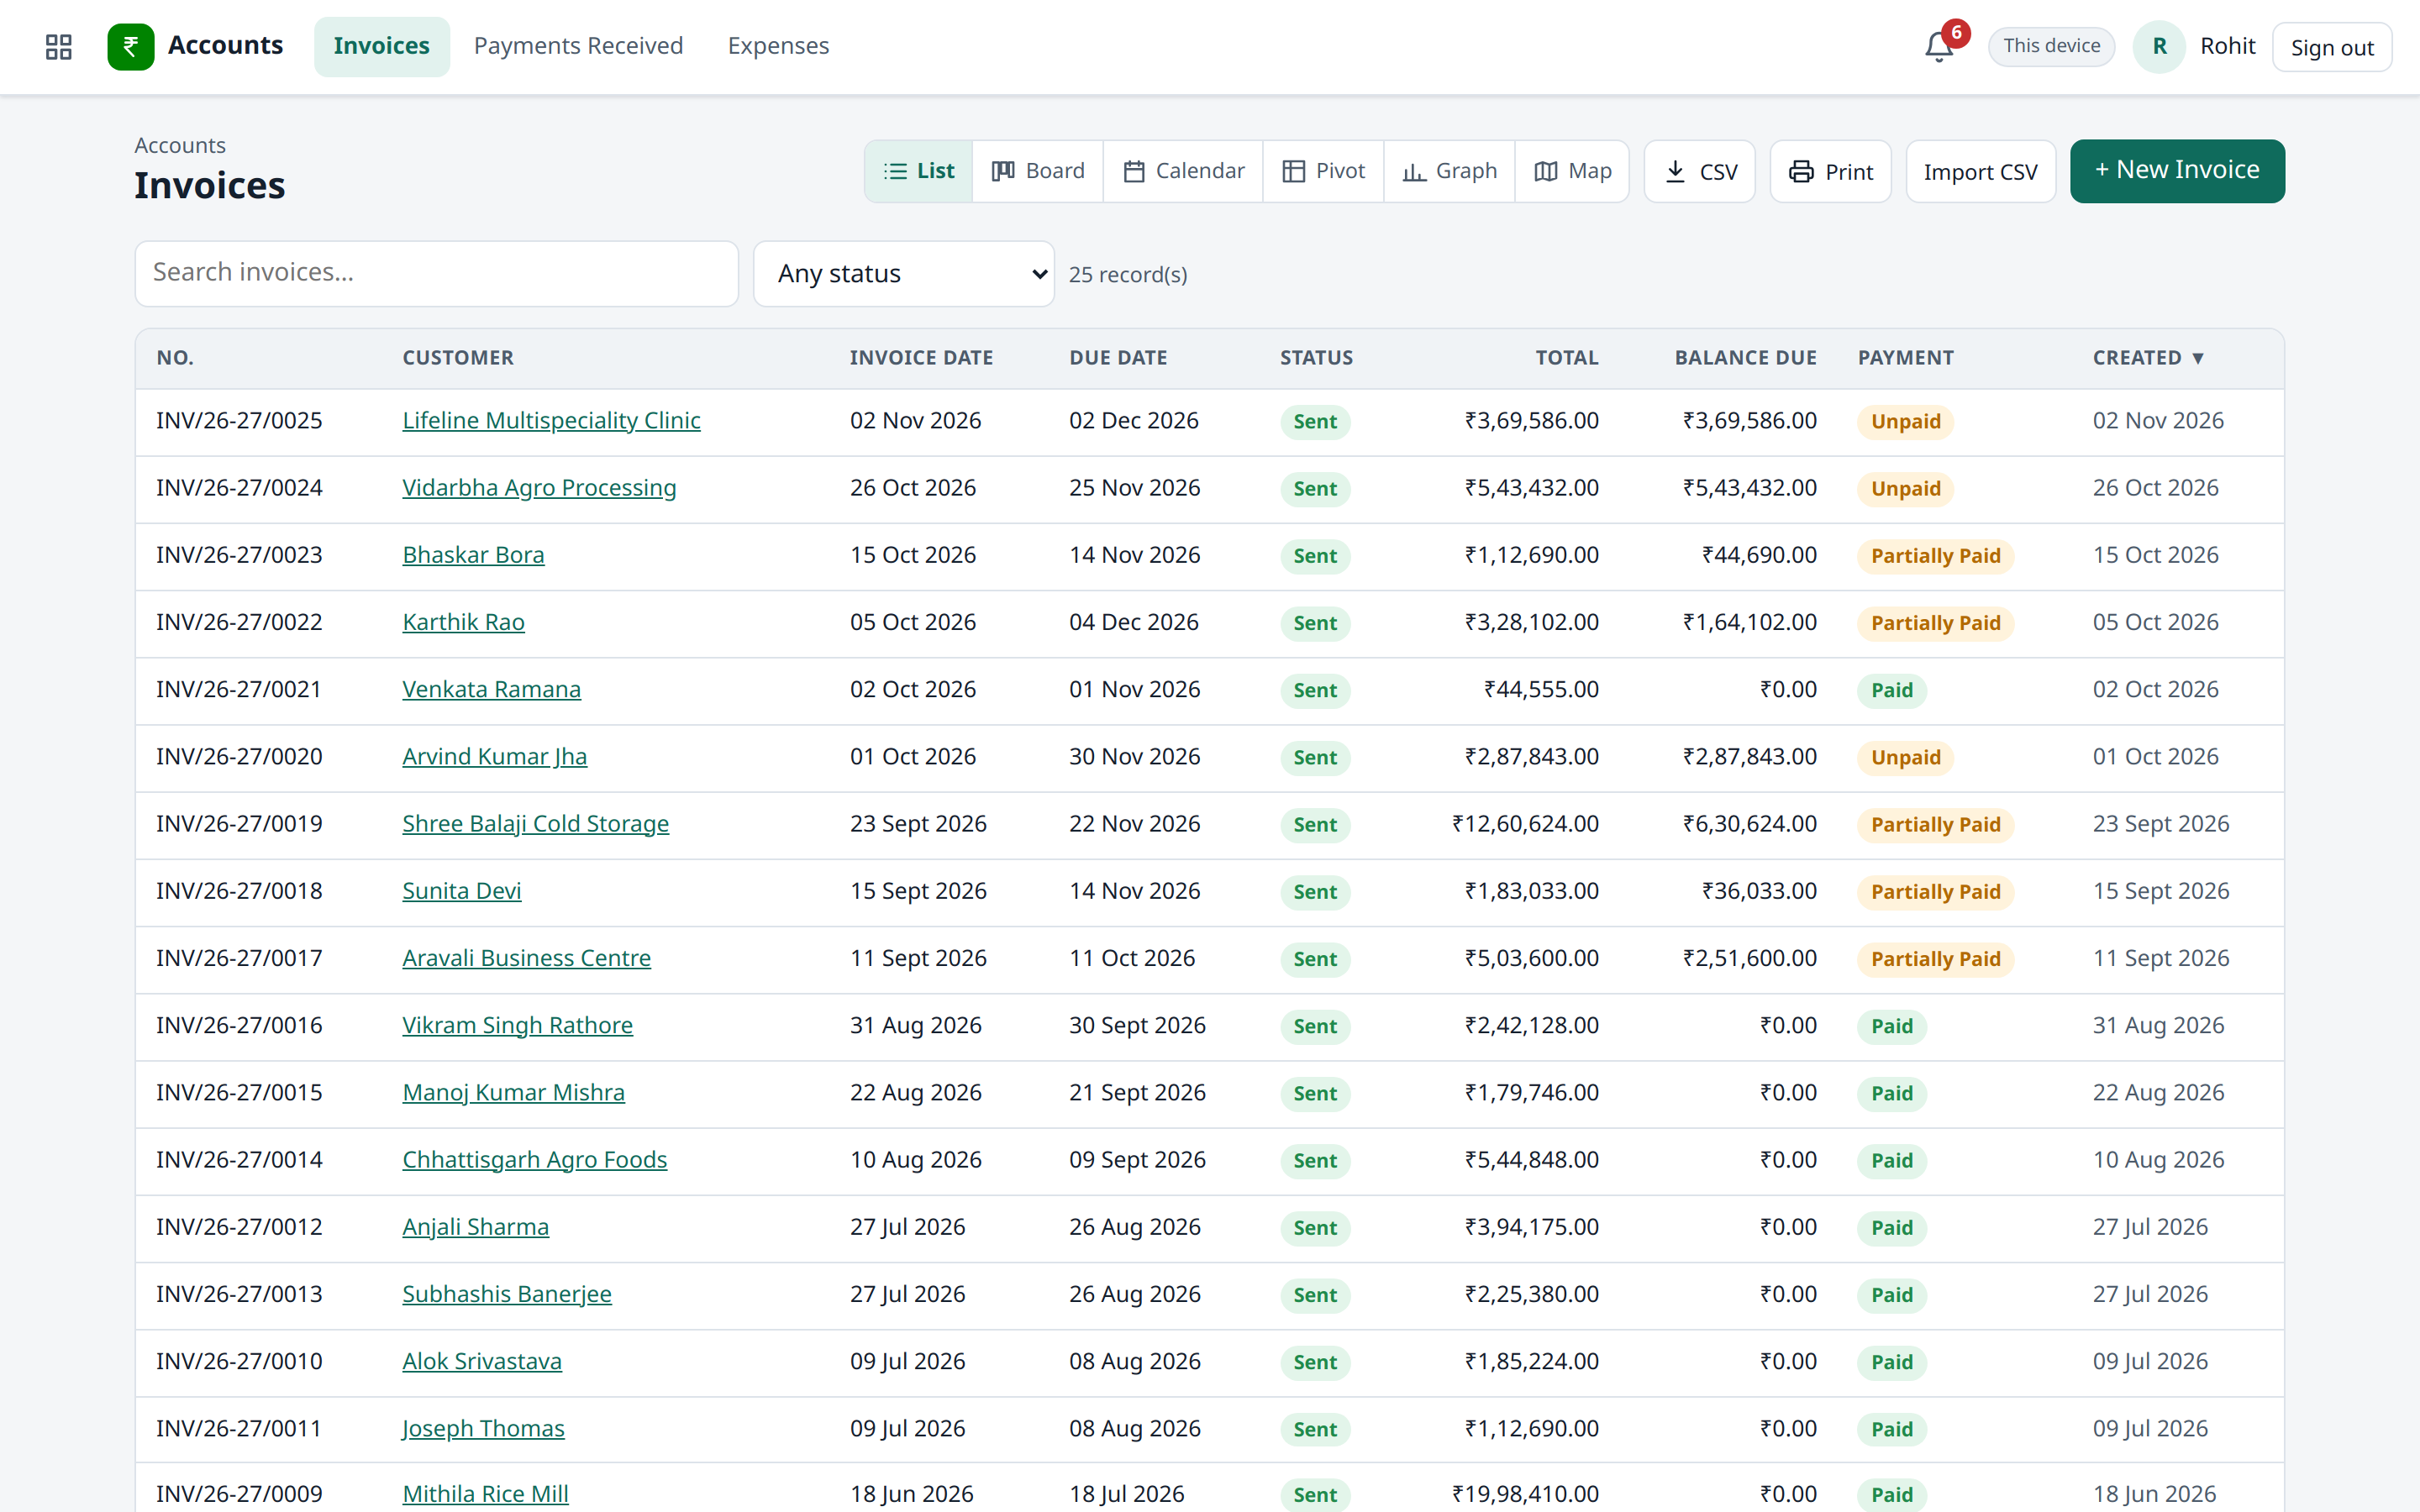 ₹ Accounts Invoices Payments Received Expenses 6 This device R Rohit Sign out
Accounts
Invoices
List Board Calendar Pivot Graph Map CSV Print Import CSV + New Invoice
Search invoices... Any status 25 record(s)
NO. CUSTOMER INVOICE DATE DUE DATE STATUS TOTAL BALANCE DUE PAYMENT CREATED ▼
INV/26-27/0025 Lifeline Multispeciality Clinic 02 Nov 2026 02 Dec 2026 Sent ₹3,69,586.00 ₹3,69,586.00 Unpaid 02 Nov 2026
INV/26-27/0024 Vidarbha Agro Processing 26 Oct 2026 25 Nov 2026 Sent ₹5,43,432.00 ₹5,43,432.00 Unpaid 26 Oct 2026
INV/26-27/0023 Bhaskar Bora 15 Oct 2026 14 Nov 2026 Sent ₹1,12,690.00 ₹44,690.00 Partially Paid 15 Oct 2026
INV/26-27/0022 Karthik Rao 05 Oct 2026 04 Dec 2026 Sent ₹3,28,102.00 ₹1,64,102.00 Partially Paid 05 Oct 2026
INV/26-27/0021 Venkata Ramana 02 Oct 2026 01 Nov 2026 Sent ₹44,555.00 ₹0.00 Paid 02 Oct 2026
INV/26-27/0020 Arvind Kumar Jha 01 Oct 2026 30 Nov 2026 Sent ₹2,87,843.00 ₹2,87,843.00 Unpaid 01 Oct 2026
INV/26-27/0019 Shree Balaji Cold Storage 23 Sept 2026 22 Nov 2026 Sent ₹12,60,624.00 ₹6,30,624.00 Partially Paid 23 Sept 2026
INV/26-27/0018 Sunita Devi 15 Sept 2026 14 Nov 2026 Sent ₹1,83,033.00 ₹36,033.00 Partially Paid 15 Sept 2026
INV/26-27/0017 Aravali Business Centre 11 Sept 2026 11 Oct 2026 Sent ₹5,03,600.00 ₹2,51,600.00 Partially Paid 11 Sept 2026
INV/26-27/0016 Vikram Singh Rathore 31 Aug 2026 30 Sept 2026 Sent ₹2,42,128.00 ₹0.00 Paid 31 Aug 2026
INV/26-27/0015 Manoj Kumar Mishra 22 Aug 2026 21 Sept 2026 Sent ₹1,79,746.00 ₹0.00 Paid 22 Aug 2026
INV/26-27/0014 Chhattisgarh Agro Foods 10 Aug 2026 09 Sept 2026 Sent ₹5,44,848.00 ₹0.00 Paid 10 Aug 2026
INV/26-27/0012 Anjali Sharma 27 Jul 2026 26 Aug 2026 Sent ₹3,94,175.00 ₹0.00 Paid 27 Jul 2026
INV/26-27/0013 Subhashis Banerjee 27 Jul 2026 26 Aug 2026 Sent ₹2,25,380.00 ₹0.00 Paid 27 Jul 2026
INV/26-27/0010 Alok Srivastava 09 Jul 2026 08 Aug 2026 Sent ₹1,85,224.00 ₹0.00 Paid 09 Jul 2026
INV/26-27/0011 Joseph Thomas 09 Jul 2026 08 Aug 2026 Sent ₹1,12,690.00 ₹0.00 Paid 09 Jul 2026
INV/26-27/0009 Mithila Rice Mill 18 Jun 2026 18 Jul 2026 Sent ₹19,98,410.00 ₹0.00 Paid 18 Jun 2026